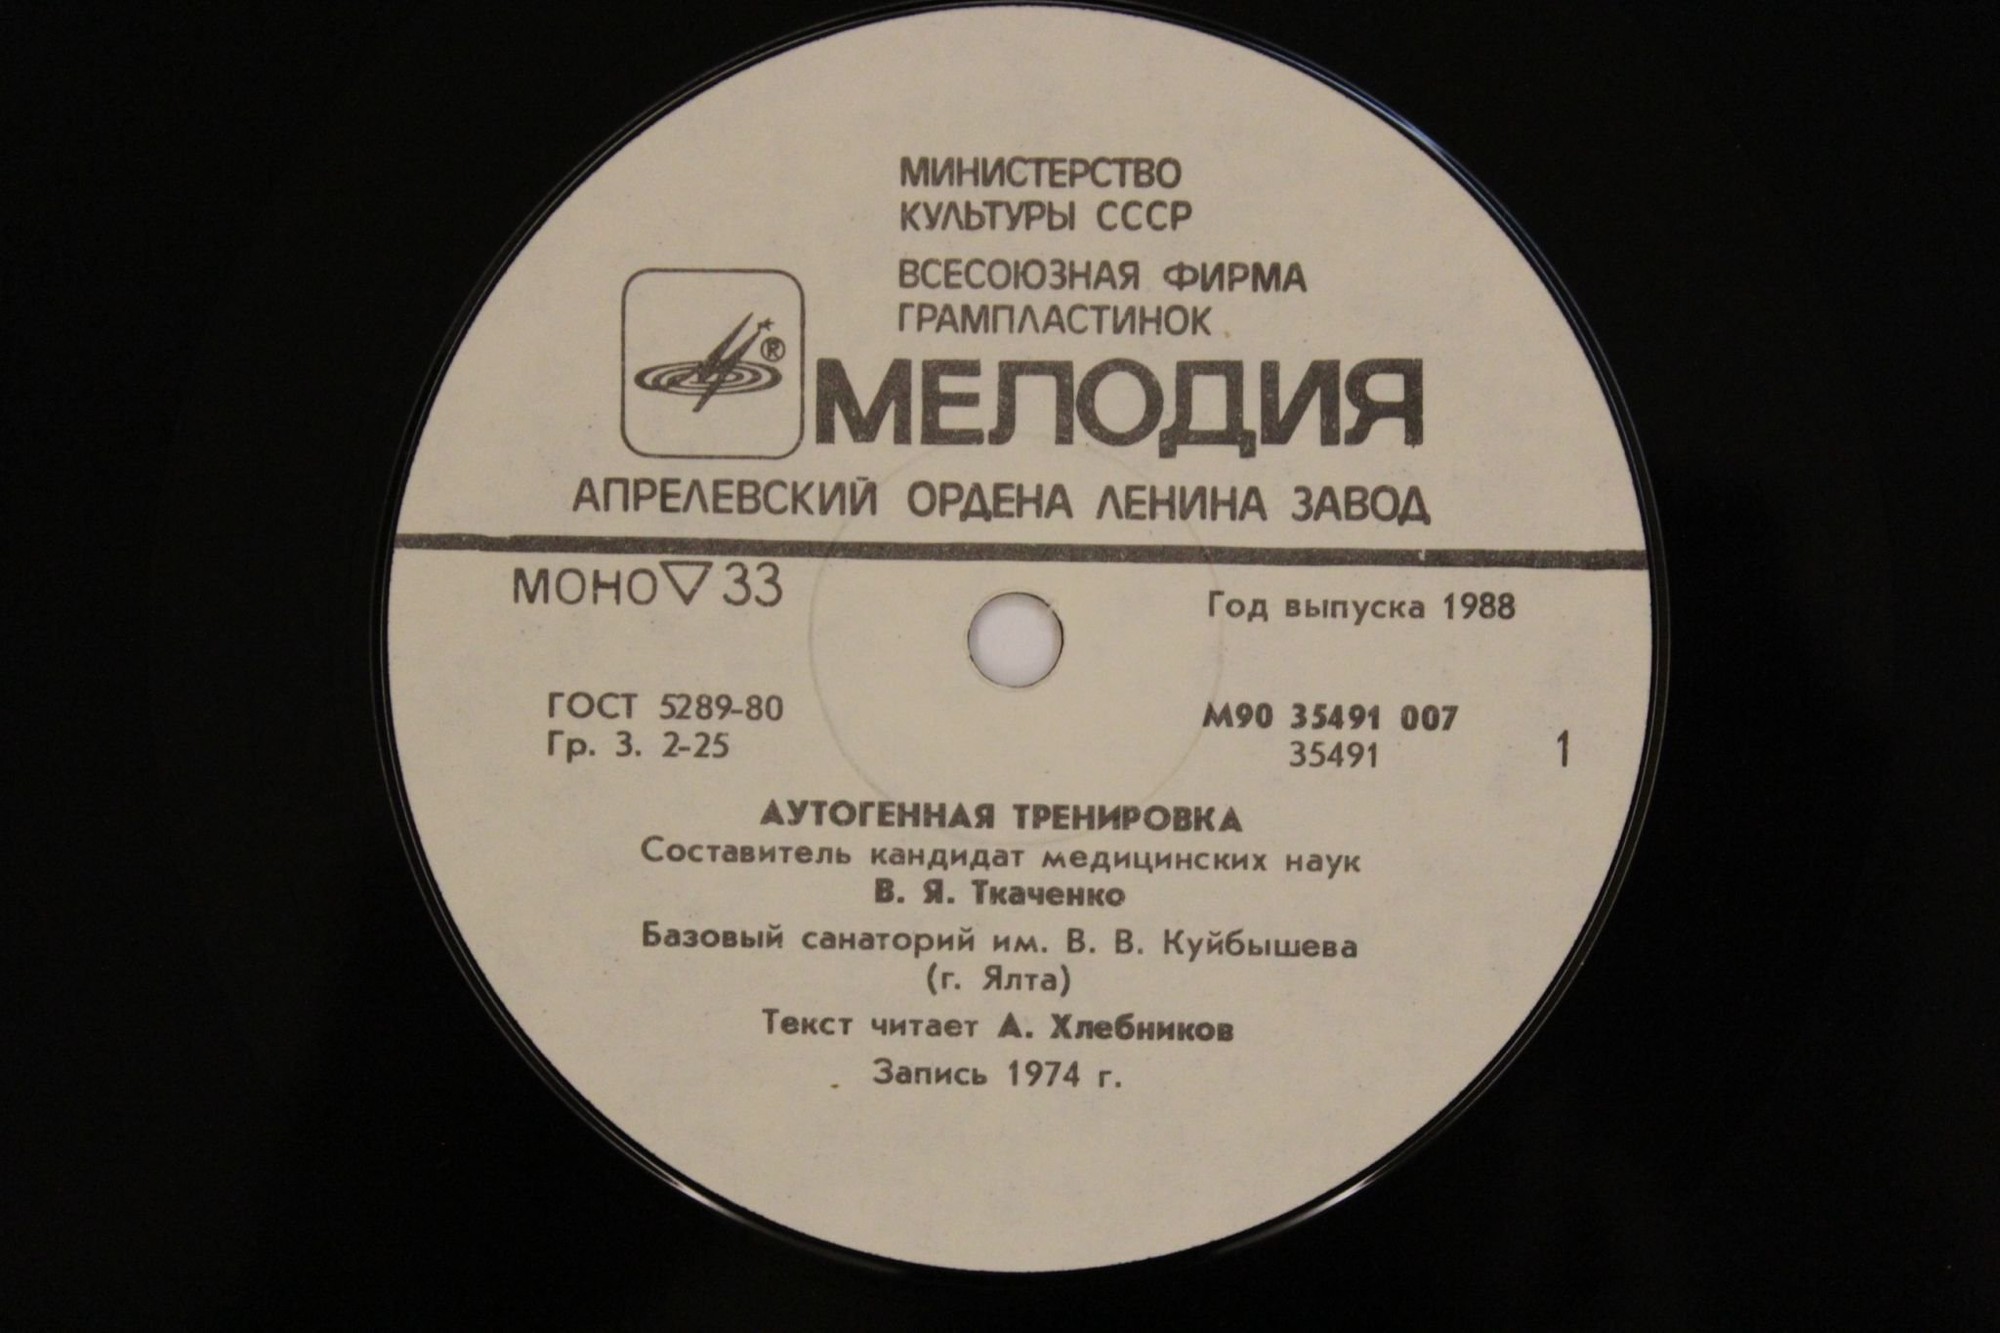 МИНИСТЕРСТВО
КУЛЬТУРЫ СССР
ВСЕСОЮЗНАЯ ФИРМА
ГРАМПЛАСТИНОК
®
МЕЛОДИЯ
АПРЕЛЕВСКИЙ ОРДЕНА ЛЕНИНА ЗАВОД
МОНО▽33
Год выпуска 1988
ГОСТ 5289-80
Гр. 3. 2-25
М90 35491 007
35491
1
АУТОГЕННАЯ ТРЕНИРОВКА
Составитель кандидат медицинских наук
В. Я. Ткаченко
Базовый санаторий им. В. В. Куйбышева
(г. Ялта)
Текст читает А. Хлебников
Запись 1974 г.